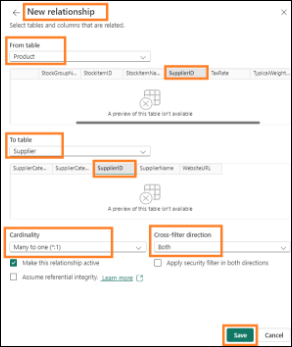 New relationship
Select tables and columns that are related.
From table
Product
StockGroupN... StockItemID StockItemNa... SupplierID TaxRate TypicalWeight...
A preview of this table isn't available
To table
Supplier
SupplierCate... SupplierCate... SupplierID SupplierName WebsiteURL
A preview of this table isn't available
Cardinality Cross-filter direction
Many to one (*:1) Both
Make this relationship active Apply security filter in both directions
Assume referential integrity. Learn more
Save Cancel